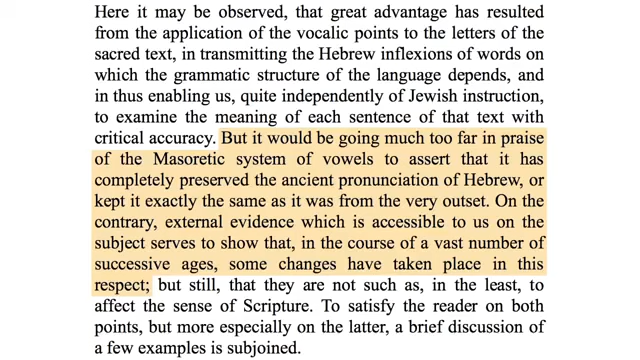 Here it may be observed, that great advantage has resulted
from the application of the vocalic points to the letters of the
sacred text, in transmitting the Hebrew inflexions of words on
which the grammatic structure of the language depends, and
in thus enabling us, quite independently of Jewish instruction,
to examine the meaning of each sentence of that text with
critical accuracy. But it would be going much too far in praise
of the Masoretic system of vowels to assert that it has
completely preserved the ancient pronunciation of Hebrew, or
kept it exactly the same as it was from the very outset. On the
contrary, external evidence which is accessible to us on the
subject serves to show that, in the course of a vast number of
successive ages, some changes have taken place in this
respect; but still, that they are not such as, in the least, to
affect the sense of Scripture. To satisfy the reader on both
points, but more especially on the latter, a brief discussion of
a few examples is subjoined.